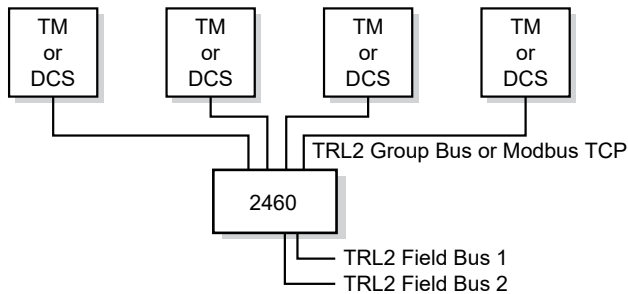 TM
or
DCS
TM
or
DCS
TM
or
DCS
TM
or
DCS
TRL2 Group Bus or Modbus TCP
2460
TRL2 Field Bus 1
TRL2 Field Bus 2